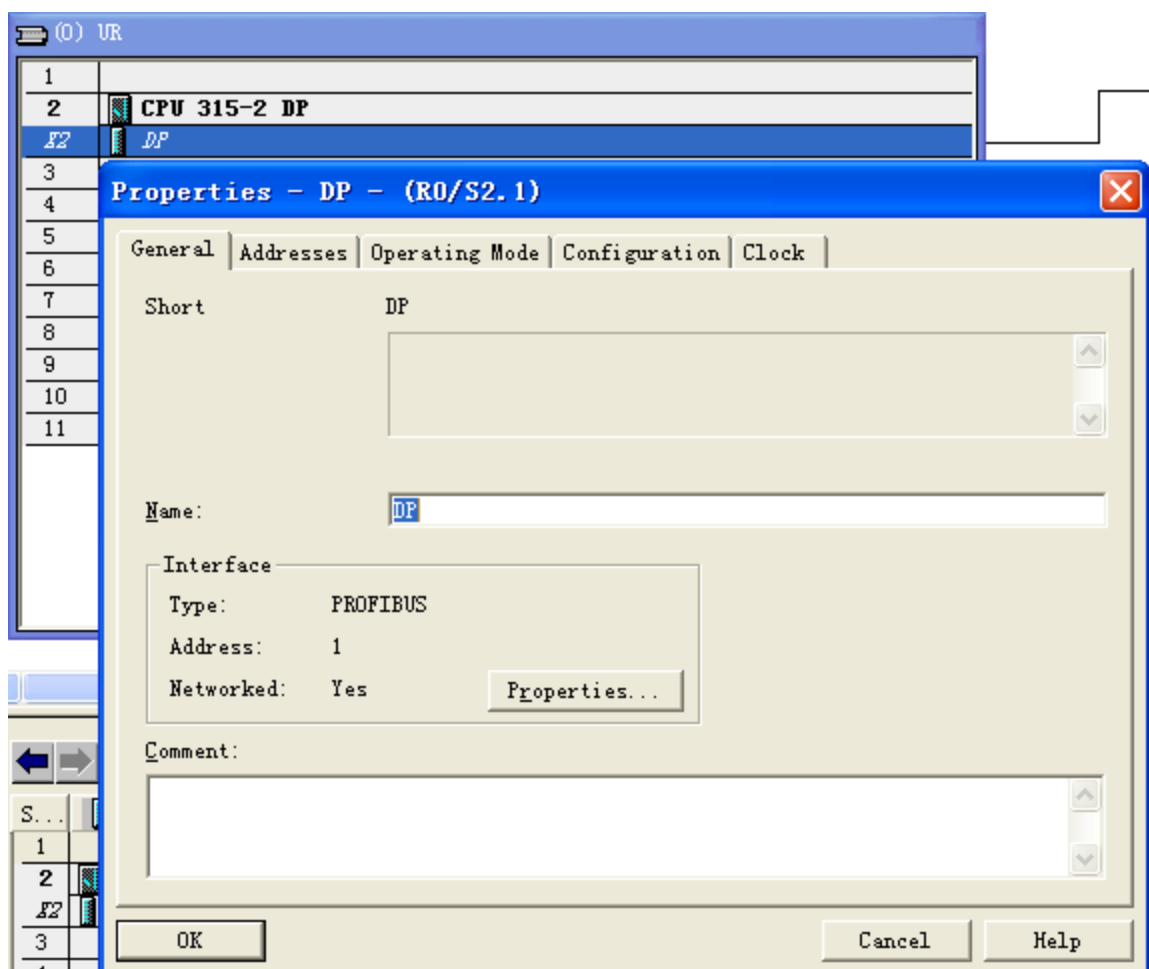 (0) UR
1
2 CPU 315-2 DP
X2 DP
3
4
5
6
7
8
9
10
11
Properties - DP - (R0/S2.1)
General Addresses Operating Mode Configuration Clock
Short DP
Name: DP
Interface
Type: PROFIBUS
Address: 1
Networked: Yes Properties...
Comment:
OK Cancel Help
S...
1
2
X2
3